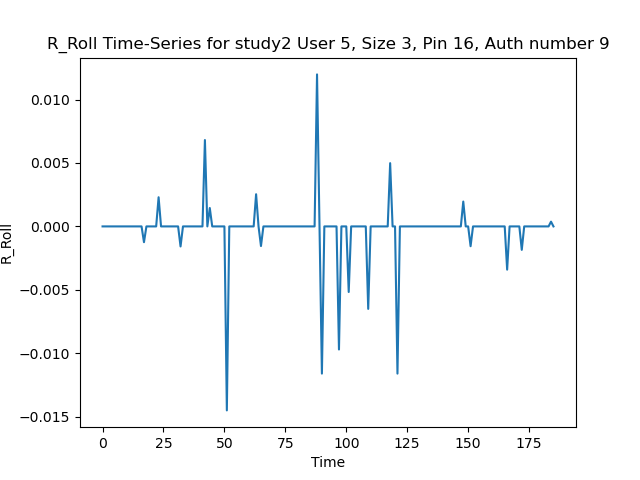 R_Roll Time-Series for study2 User 5, Size 3, Pin 16, Auth number 9
0.010
0.005
0.000
−0.005
−0.010
−0.015
R_Roll
0 25 50 75 100 125 150 175
Time